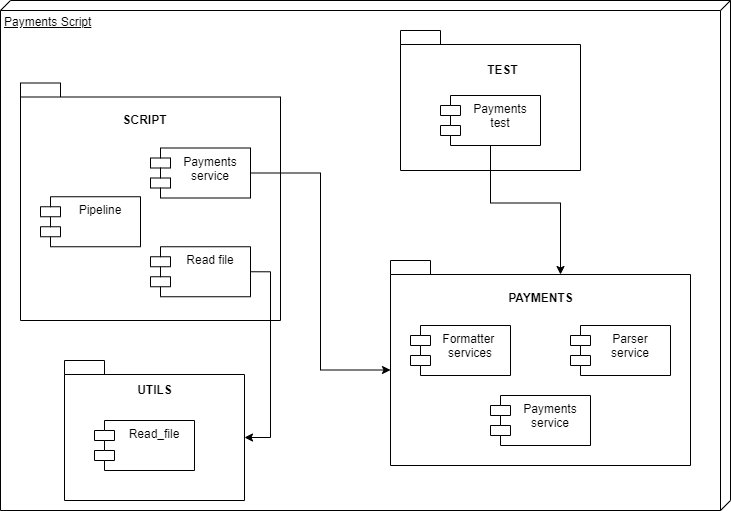 Payments Script
TEST
Payments
test
SCRIPT
Payments
service
Pipeline
Read file
PAYMENTS
Formatter
services
Parser
service
Payments
service
UTILS
Read_file